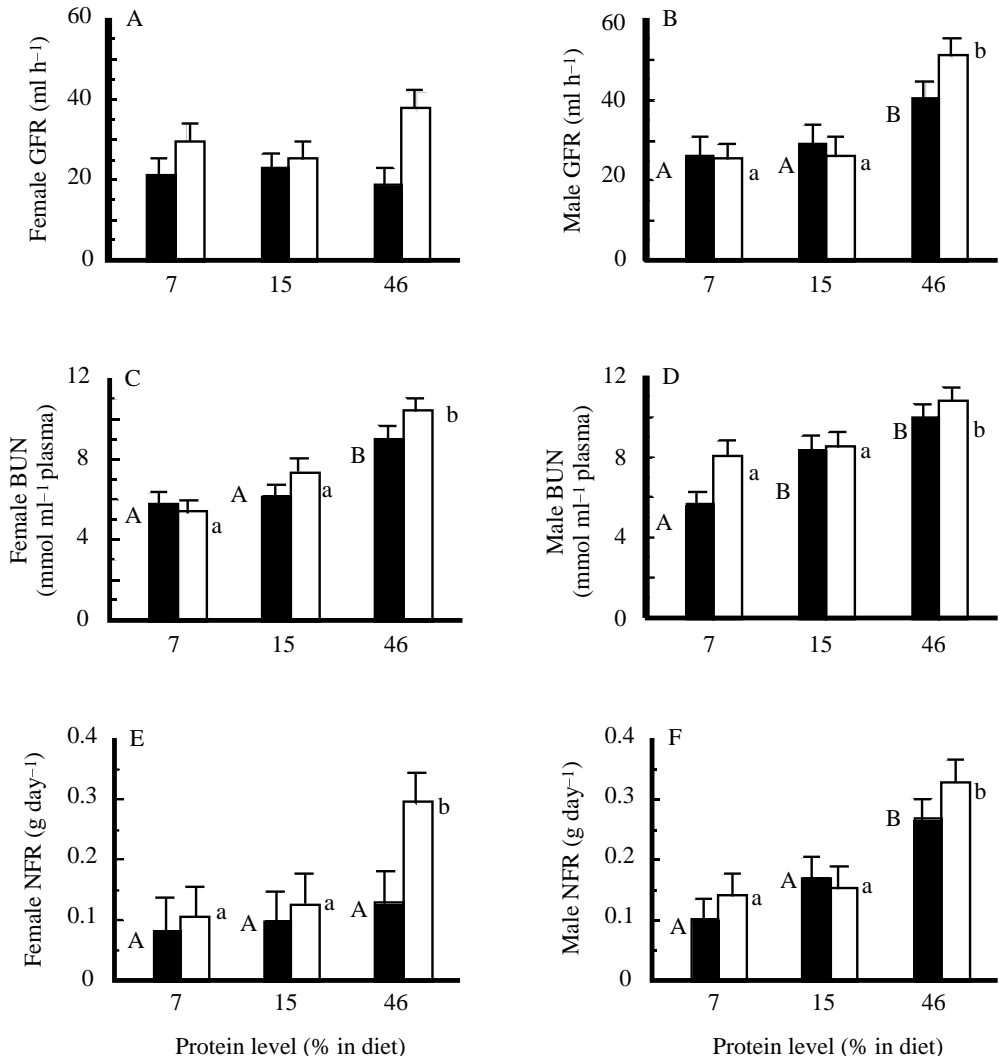 A
Female GFR (ml h⁻¹)
60
40
20
0
7 15 46
B
Male GFR (ml h⁻¹)
60
40
20
0
A a
A a
B b
7 15 46
C
Female BUN
(mmol ml⁻¹ plasma)
12
8
4
0
A a
A a
B b
7 15 46
D
Male BUN
(mmol ml⁻¹ plasma)
12
8
4
0
A a
B a
B b
7 15 46
E
Female NFR (g day⁻¹)
0.4
0.3
0.2
0.1
0
A a
A a
A b
7 15 46
Protein level (% in diet)
F
Male NFR (g day⁻¹)
0.4
0.3
0.2
0.1
0
A a
A a
B b
7 15 46
Protein level (% in diet)